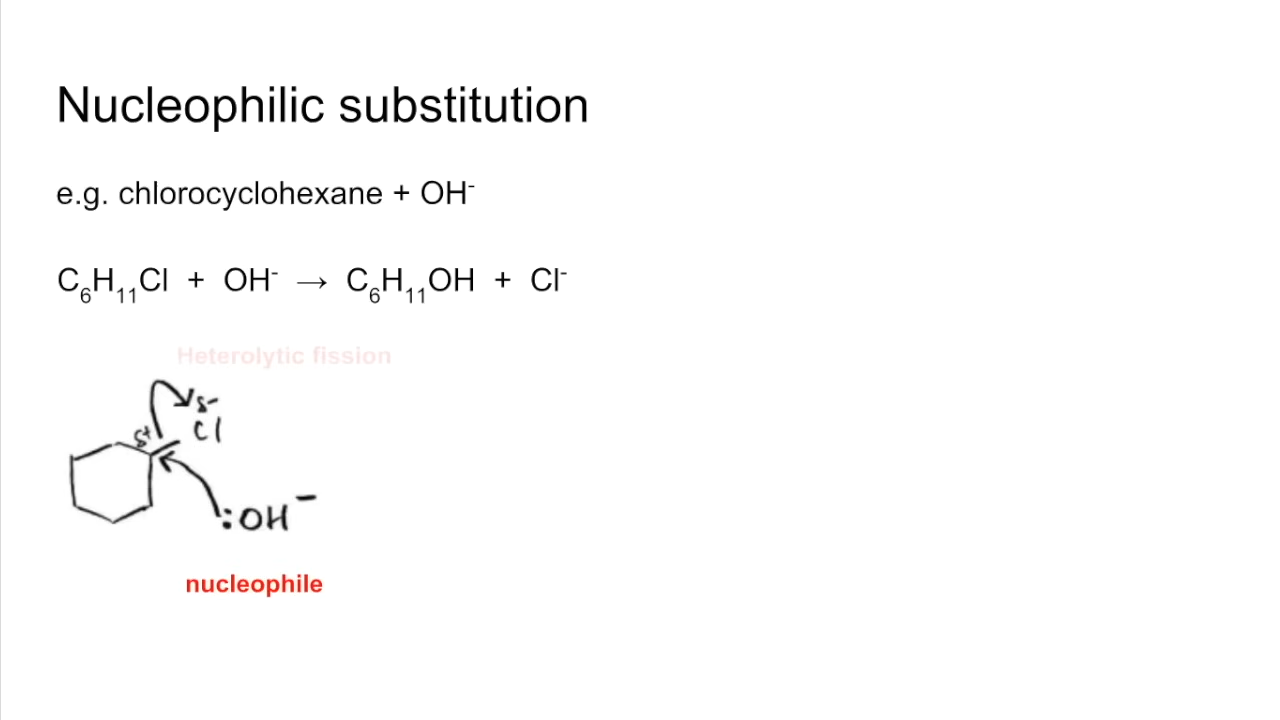 Nucleophilic substitution
e.g. chlorocyclohexane + OH⁻
C₆H₁₁Cl + OH⁻ → C₆H₁₁OH + Cl⁻
Heterolytic fission
δ-
δ+ Cl
:OH⁻
nucleophile